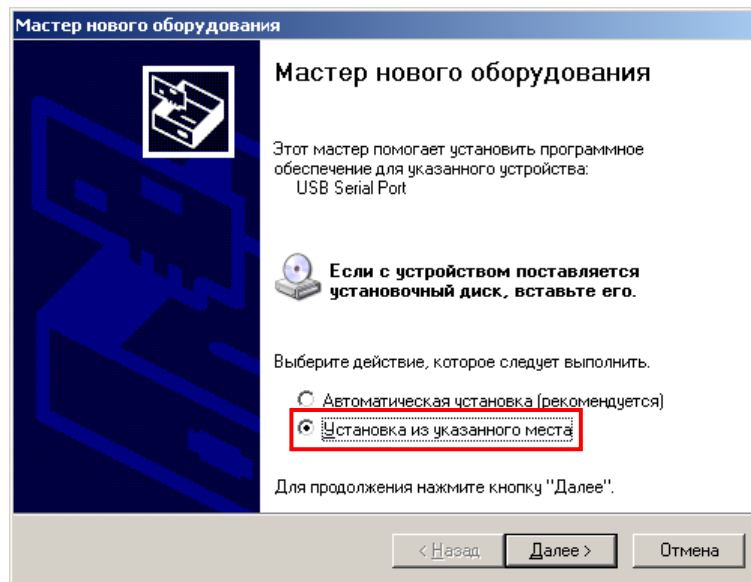 Мастер нового оборудования
Мастер нового оборудования
Этот мастер помогает установить программное
обеспечение для указанного устройства:
USB Serial Port
Если с устройством поставляется
установочный диск, вставьте его.
Выберите действие, которое следует выполнить.
Автоматическая установка (рекомендуется)
Установка из указанного места
Для продолжения нажмите кнопку "Далее".
< Назад Далее > Отмена